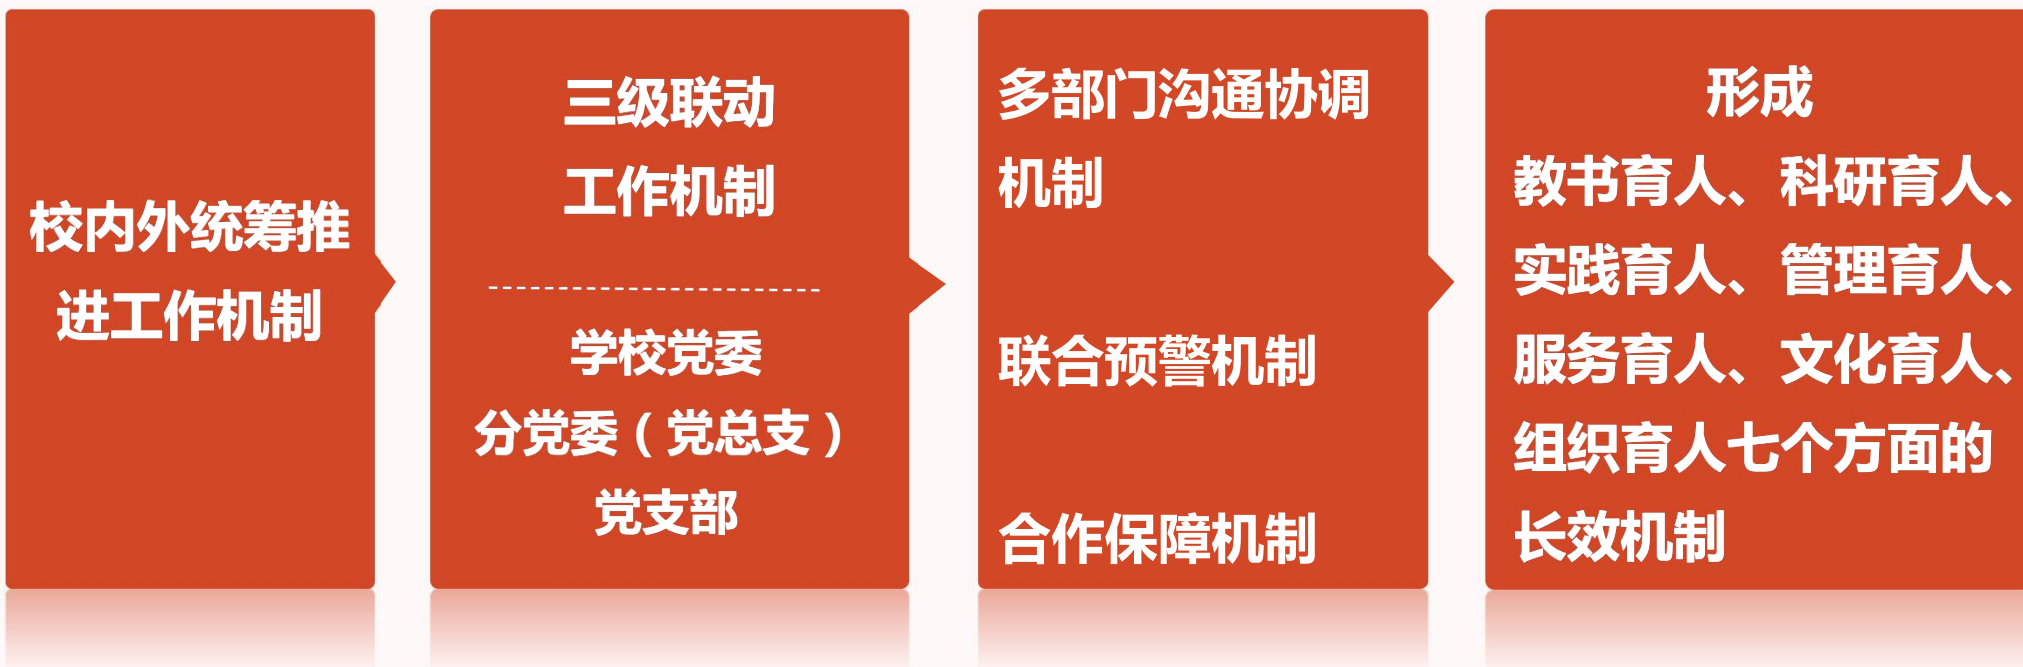 校内外统筹推
进工作机制
三级联动
工作机制
学校党委
分党委（党总支）
党支部
多部门沟通协调
机制
联合预警机制
合作保障机制
形成
教书育人、科研育人、
实践育人、管理育人、
服务育人、文化育人、
组织育人七个方面的
长效机制